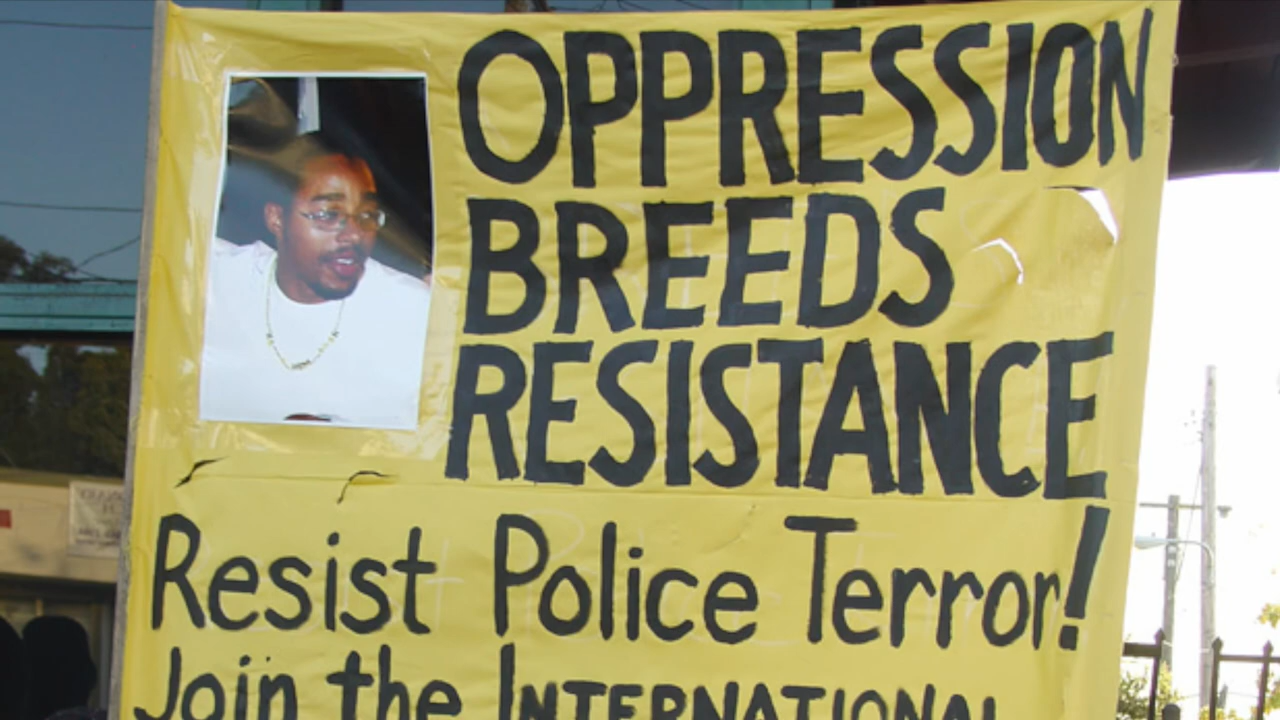 OPPRESSION
BREEDS
RESISTANCE
Resist Police Terror!
Join the INTERNATIONAL